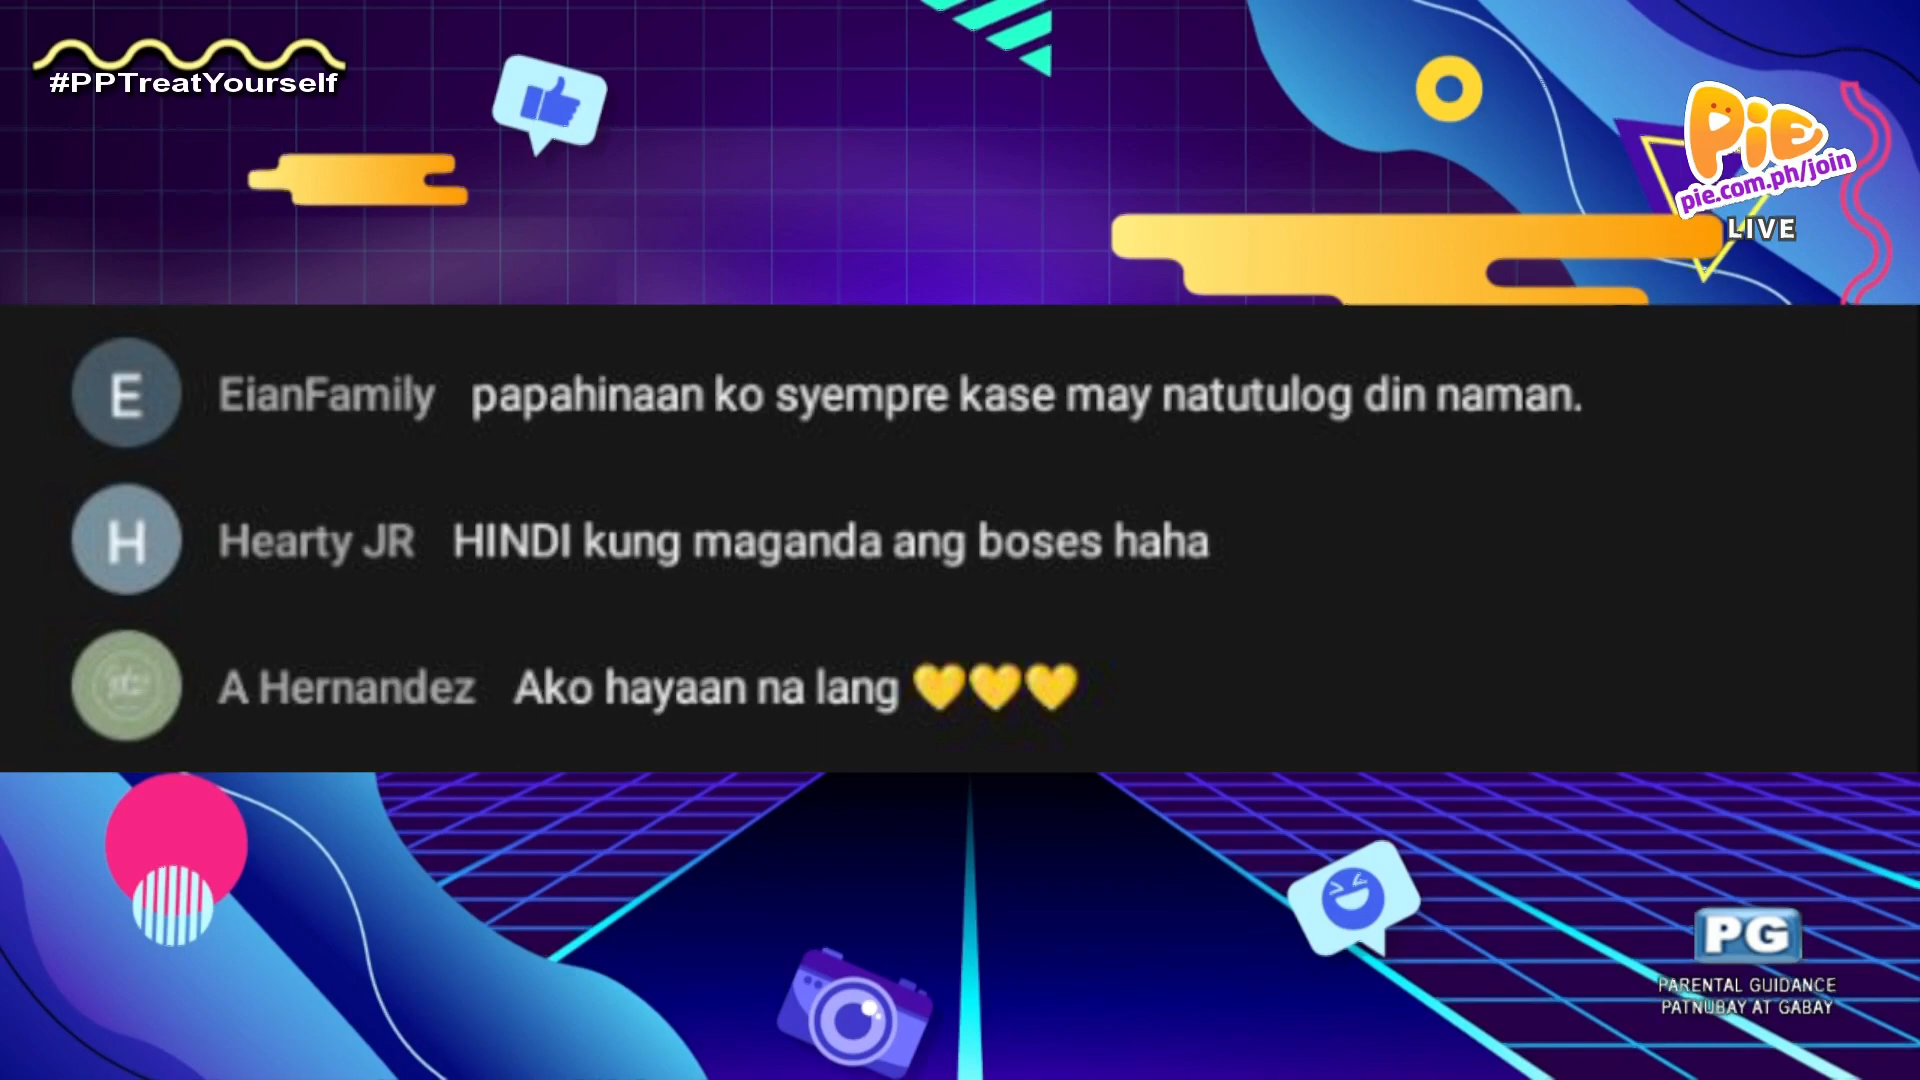 #PPTreatYourself
PiE
pie.com.ph/join
LIVE
E EianFamily papahinaan ko syempre kase may natutulog din naman.
H Hearty JR HINDI kung maganda ang boses haha
A Hernandez Ako hayaan na lang 💛💛💛
PG
PARENTAL GUIDANCE
PATNUBAY AT GABAY